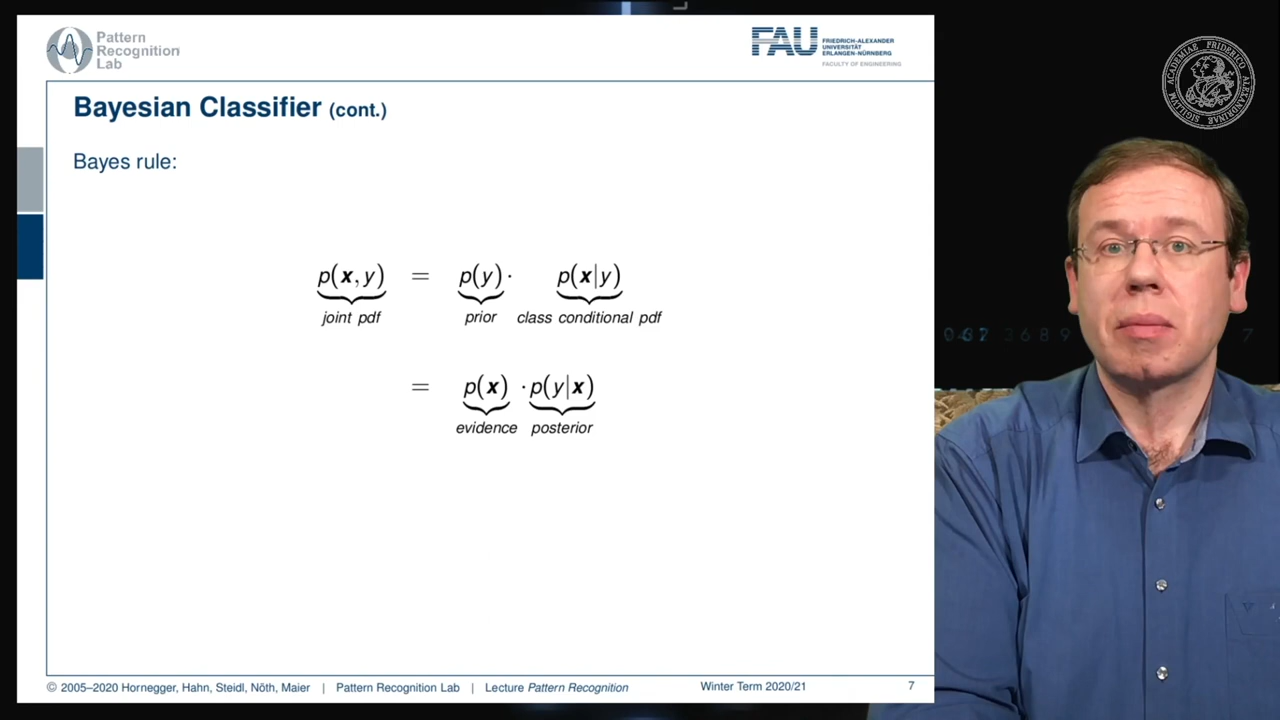 Pattern
Recognition
Lab
FAU
FRIEDRICH-ALEXANDER
UNIVERSITÄT
ERLANGEN-NÜRNBERG
FACULTY OF ENGINEERING
Bayesian Classifier (cont.)
Bayes rule:
p(x, y) = p(y) · p(x|y)
joint pdf prior class conditional pdf
= p(x) · p(y|x)
evidence posterior
© 2005–2020 Hornegger, Hahn, Steidl, Nöth, Maier | Pattern Recognition Lab | Lecture Pattern Recognition Winter Term 2020/21 7